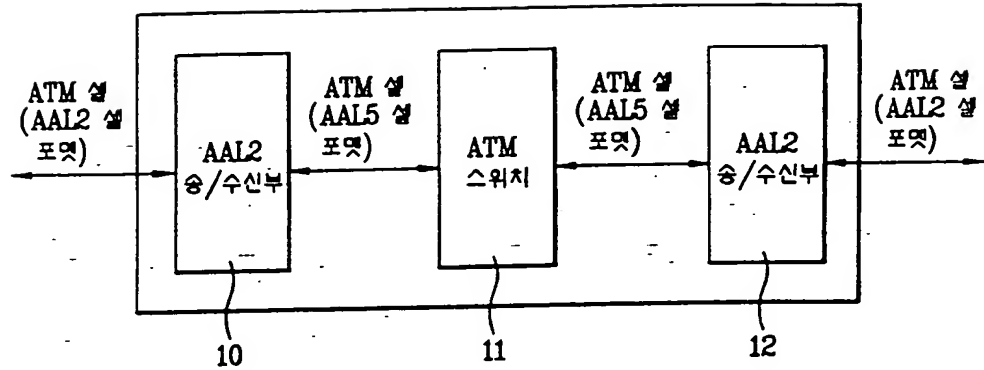 ATM 셀
(AAL2 셀
포맷)
AAL2
송/수신부
ATM 셀
(AAL5 셀
포맷)
ATM
스위치
ATM 셀
(AAL5 셀
포맷)
AAL2
송/수신부
ATM 셀
(AAL2 셀
포맷)
10
11
12